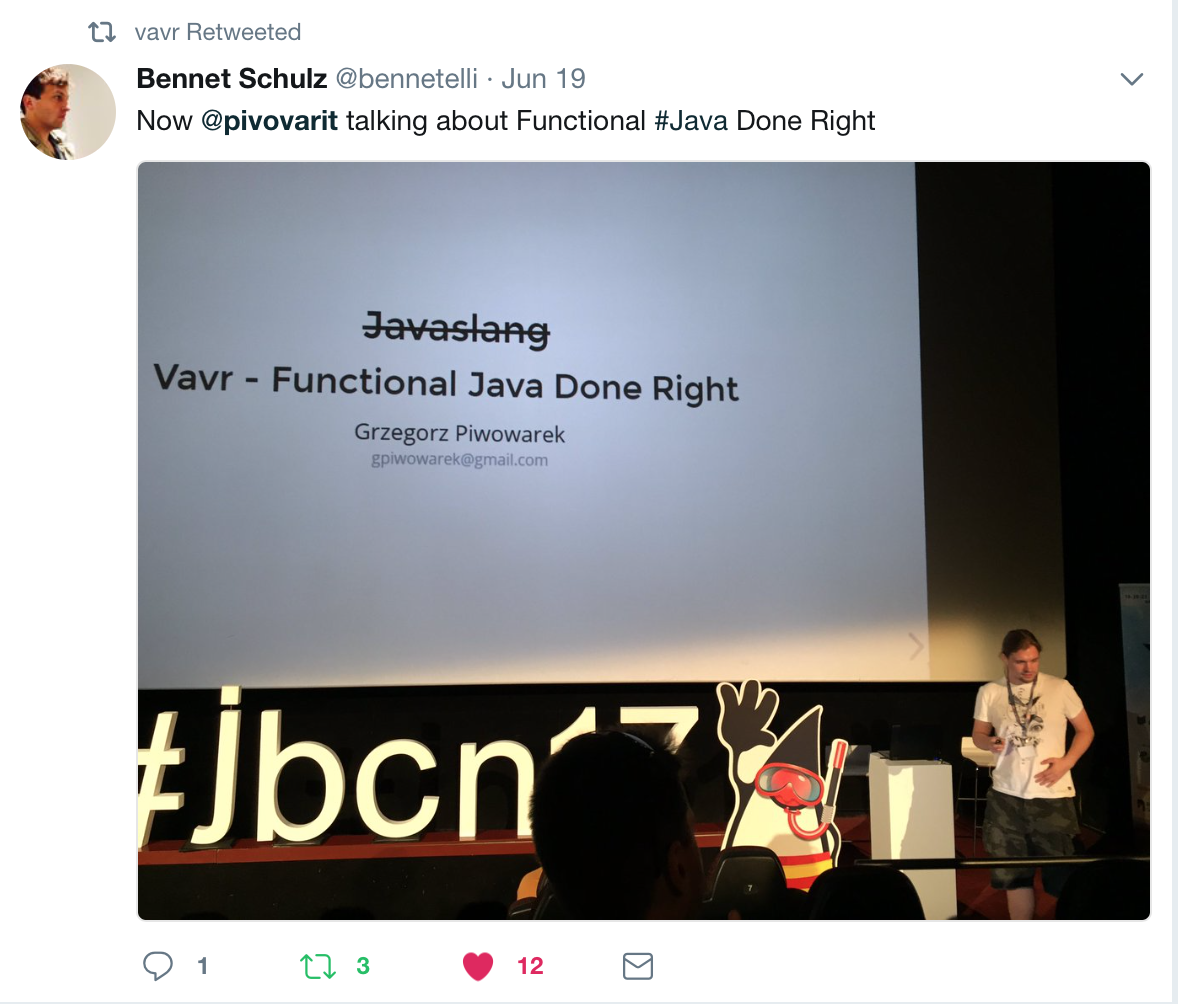 vavr Retweeted
Bennet Schulz @bennetelli · Jun 19
Now @pivovarit talking about Functional #Java Done Right
Javaslang
Vavr - Functional Java Done Right
Grzegorz Piwowarek
gpiwowarek@gmail.com
#jbcn17
7
1 3 12